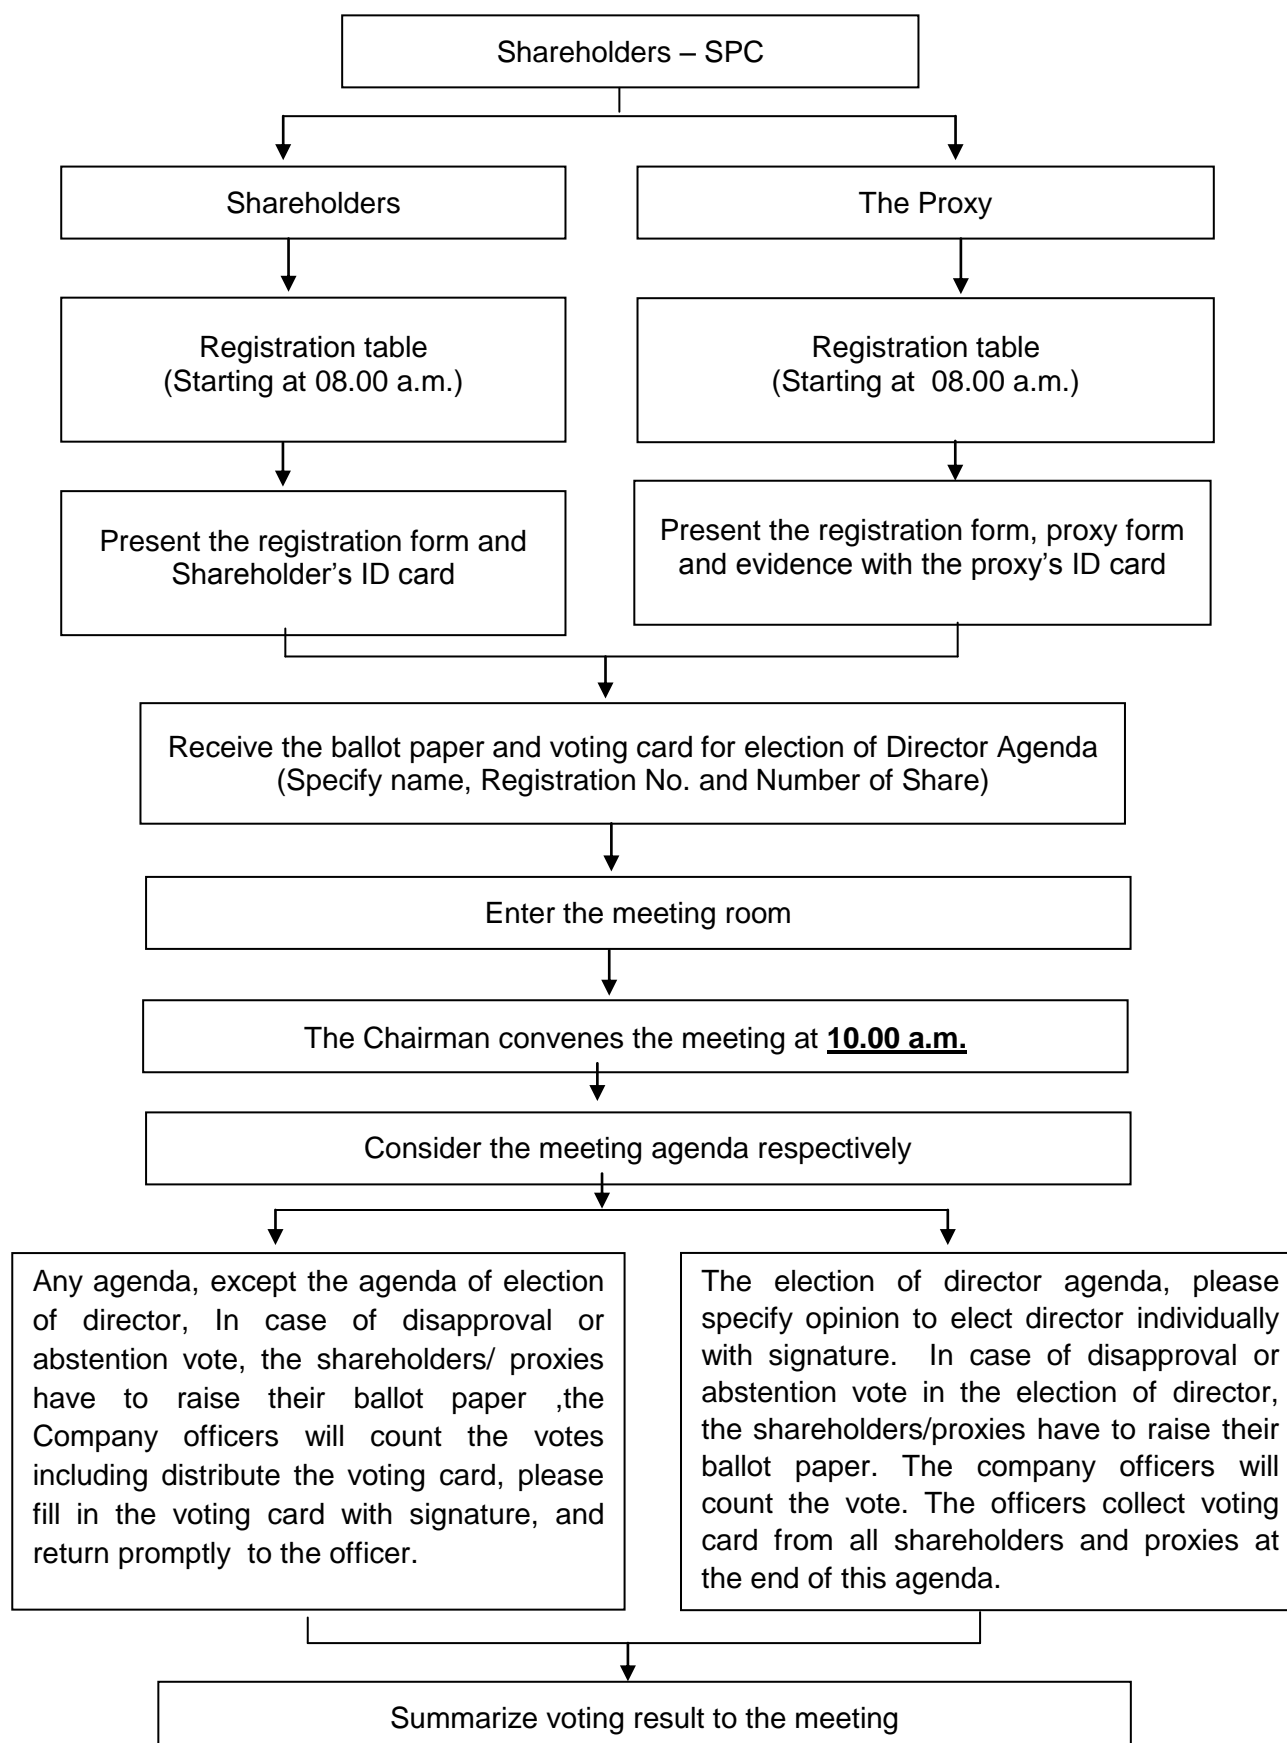 Shareholders – SPC
Shareholders
The Proxy
Registration table
(Starting at 08.00 a.m.)
Registration table
(Starting at  08.00 a.m.)
Present the registration form and
Shareholder’s ID card
Present the registration form, proxy form
and evidence with the proxy’s ID card
Receive the ballot paper and voting card for election of Director Agenda
(Specify name, Registration No. and Number of Share)
Enter the meeting room
The Chairman convenes the meeting at 10.00 a.m.
Consider the meeting agenda respectively
Any agenda, except the agenda of election
of director, In case of disapproval or
abstention vote, the shareholders/ proxies
have to raise their ballot paper ,the
Company officers will count the votes
including distribute the voting card, please
fill in the voting card with signature, and
return promptly  to the officer.
The election of director agenda, please
specify opinion to elect director individually
with signature.  In case of disapproval or
abstention vote in the election of director,
the shareholders/proxies have to raise their
ballot paper. The company officers will
count the vote. The officers collect voting
card from all shareholders and proxies at
the end of this agenda.
Summarize voting result to the meeting